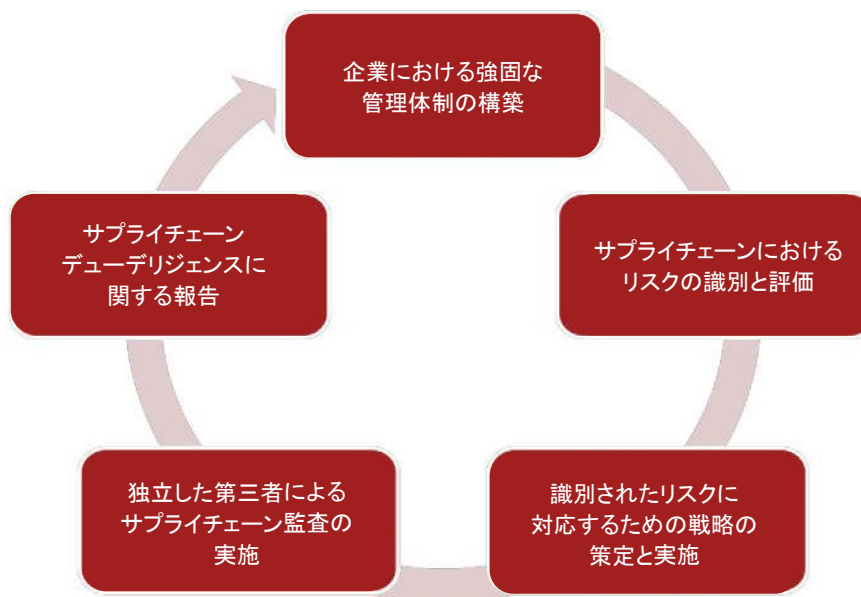 企業における強固な
管理体制の構築
サプライチェーンにおける
リスクの識別と評価
識別されたリスクに
対応するための戦略の
策定と実施
独立した第三者による
サプライチェーン監査の
実施
サプライチェーン
デューデリジェンスに
関する報告